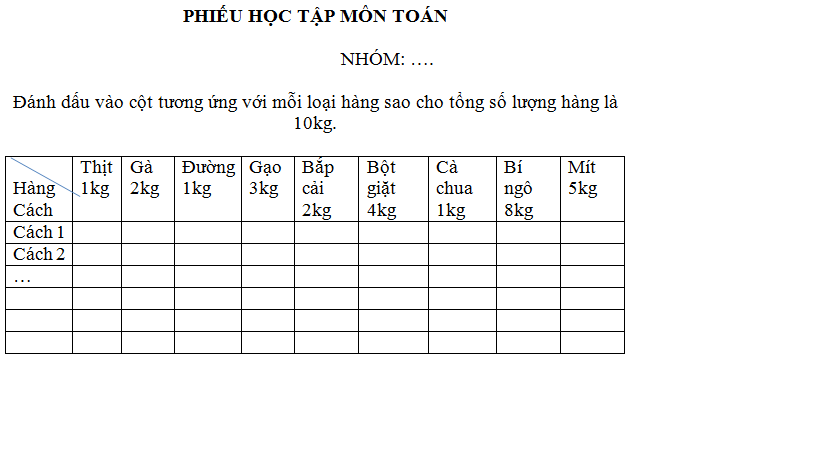 PHIẾU HỌC TẬP MÔN TOÁN
NHÓM: ….
Đánh dấu vào cột tương ứng với mỗi loại hàng sao cho tổng số lượng hàng là
10kg.
Hàng Cách
Thịt 1kg
Gà 2kg
Đường 1kg
Gạo 3kg
Bắp cải 2kg
Bột giặt 4kg
Cà chua 1kg
Bí ngô 8kg
Mít 5kg
Cách 1
Cách 2
…